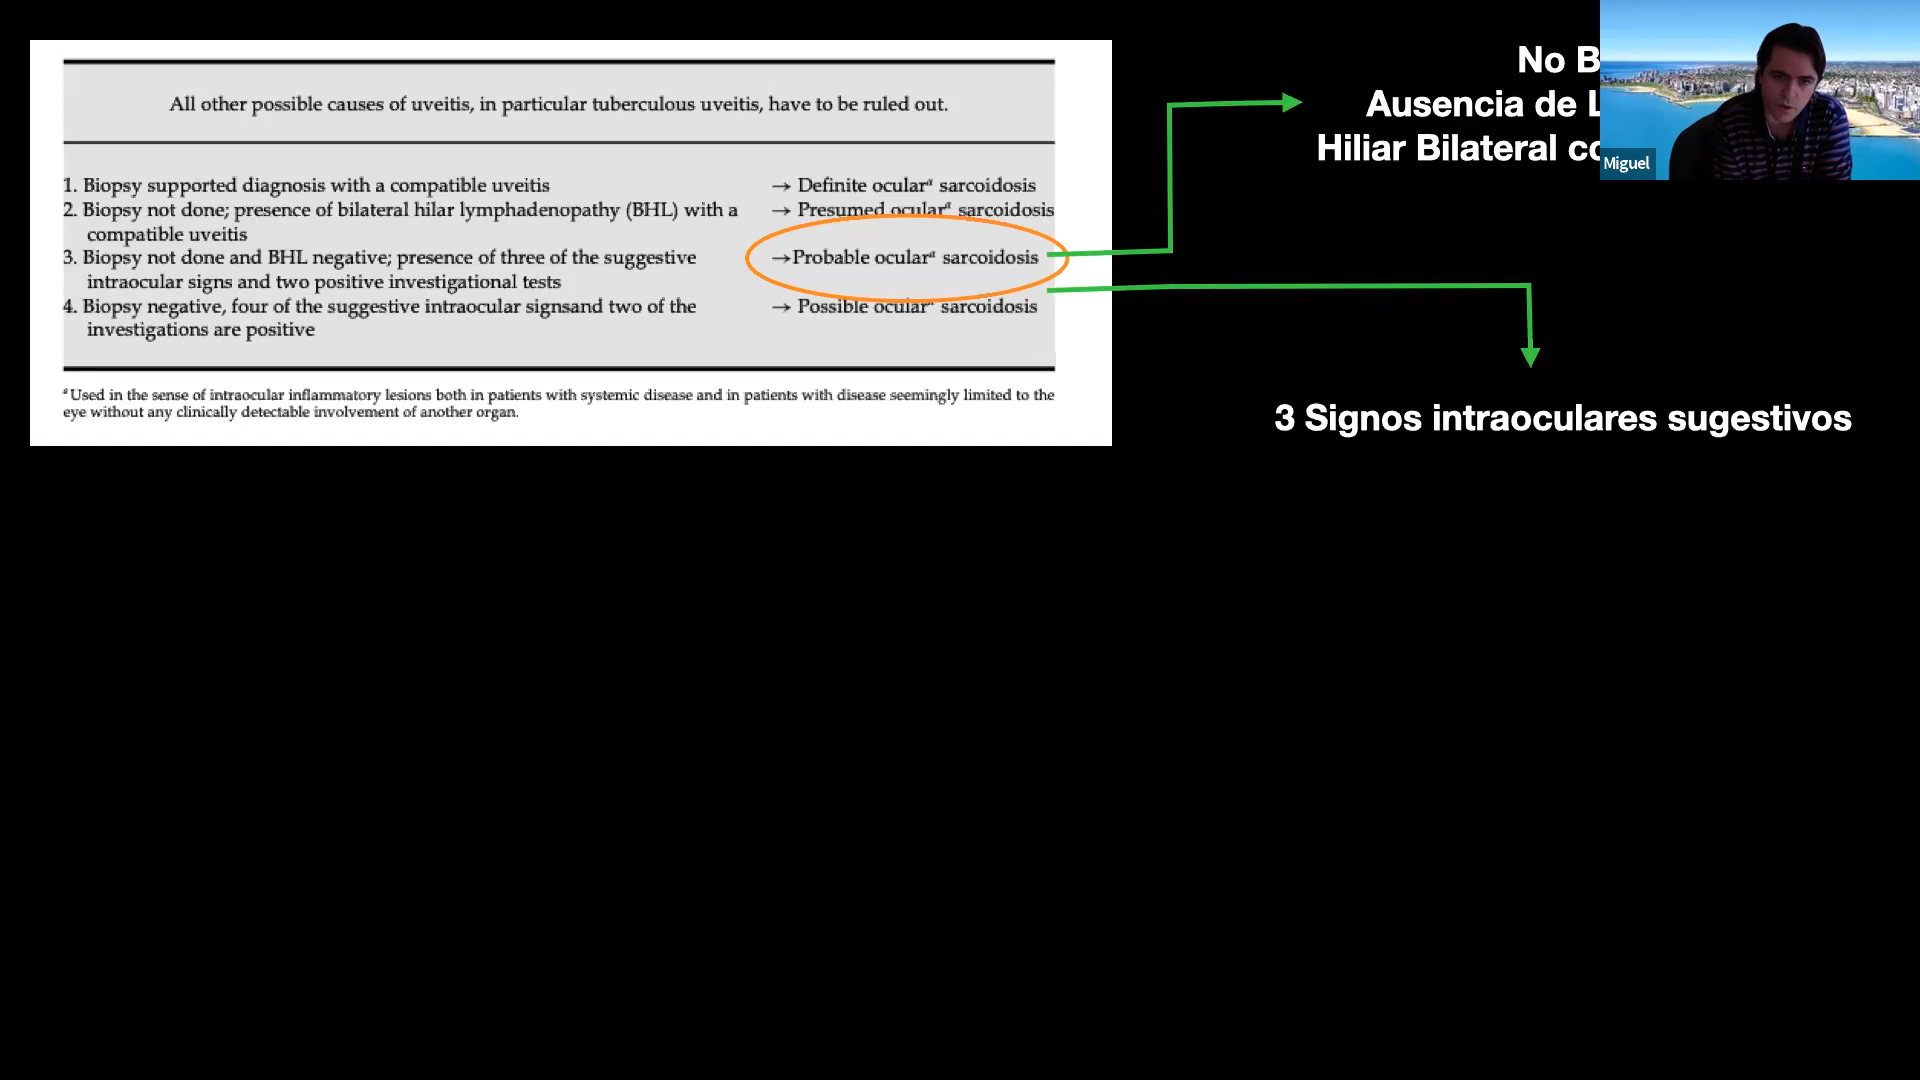 All other possible causes of uveitis, in particular tuberculous uveitis, have to be ruled out.
1. Biopsy supported diagnosis with a compatible uveitis → Definite ocularᵃ sarcoidosis
2. Biopsy not done; presence of bilateral hilar lymphadenopathy (BHL) with a → Presumed ocularᵃ sarcoidosis
compatible uveitis
3. Biopsy not done and BHL negative; presence of three of the suggestive →Probable ocularᵃ sarcoidosis
intraocular signs and two positive investigational tests
4. Biopsy negative, four of the suggestive intraocular signsand two of the → Possible ocularᵃ sarcoidosis
investigations are positive
ᵃ Used in the sense of intraocular inflammatory lesions both in patients with systemic disease and in patients with disease seemingly limited to the
eye without any clinically detectable involvement of another organ.
No
Ausencia de
Hiliar Bilateral
Miguel
3 Signos intraoculares sugestivos